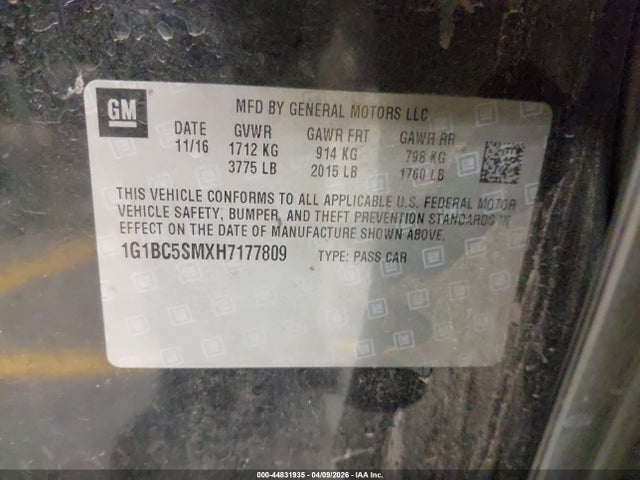 GM
MFD BY GENERAL MOTORS LLC
DATE GVWR GAWR FRT GAWR RR
11/16 1712 KG 914 KG 798 KG
3775 LB 2015 LB 1760 LB
THIS VEHICLE CONFORMS TO ALL APPLICABLE U.S. FEDERAL MOTOR
VEHICLE SAFETY, BUMPER, AND THEFT PREVENTION STANDARDS IN
EFFECT ON THE DATE OF MANUFACTURE SHOWN ABOVE.
1G1BC5SMXH7177809 TYPE: PASS CAR
000-44831935 | 04/09/2026 | IAA Inc.